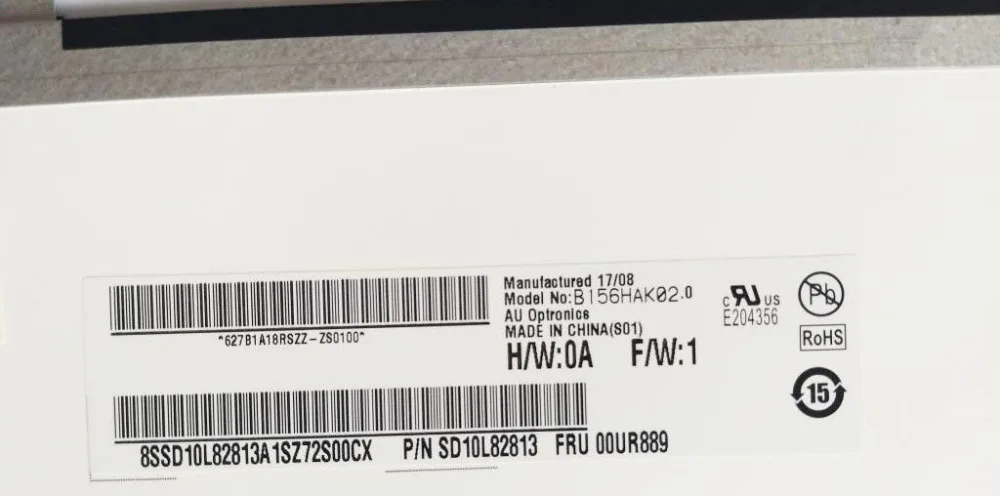 *627B1A18RSZZ-ZS0100*
Manufactured 17/08
Model No:B156HAK02.0
AU Optronics
MADE IN CHINA(S01)
H/W:0A F/W:1
c RU US
E204356
Pb
RoHS
15
8SSD10L82813A1SZ72S00CX P/N SD10L82813 FRU 00UR889